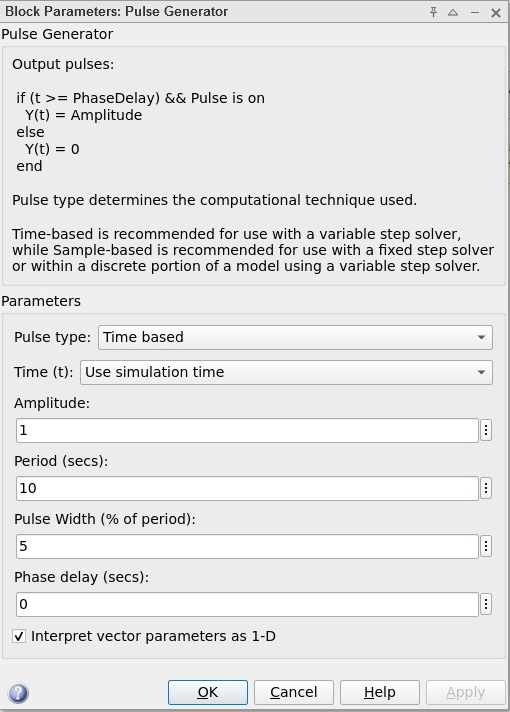 Block Parameters: Pulse Generator
Pulse Generator
Output pulses:
if (t >= PhaseDelay) && Pulse is on
Y(t) = Amplitude
else
Y(t) = 0
end
Pulse type determines the computational technique used.
Time-based is recommended for use with a variable step solver,
while Sample-based is recommended for use with a fixed step solver
or within a discrete portion of a model using a variable step solver.
Parameters
Pulse type: Time based
Time (t): Use simulation time
Amplitude:
1
Period (secs):
10
Pulse Width (% of period):
5
Phase delay (secs):
0
Interpret vector parameters as 1-D
? OK Cancel Help Apply